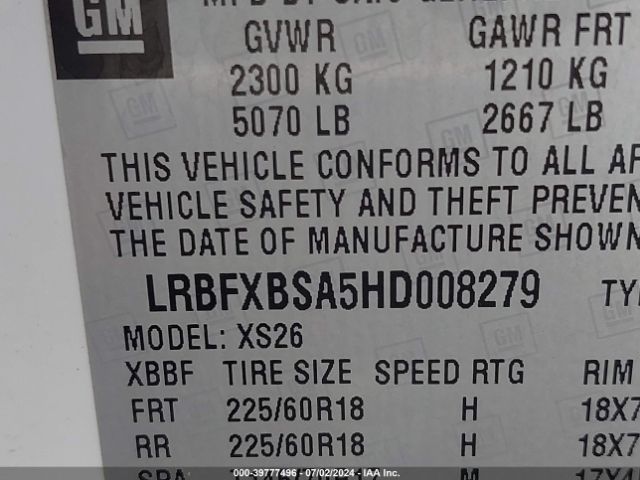 GM
GVWR GAWR FRT
2300 KG 1210 KG
5070 LB 2667 LB
THIS VEHICLE CONFORMS TO ALL
VEHICLE SAFETY AND THEFT
THE DATE OF MANUFACTURE SHOWN
LRBFXBSA5HD008279
MODEL: XS26
XBBF TIRE SIZE SPEED RTG RIM
FRT 225/60R18 H 18X7
RR 225/60R18 H 18X7
000-39777496 - 07/02/2024 - IAA Inc.